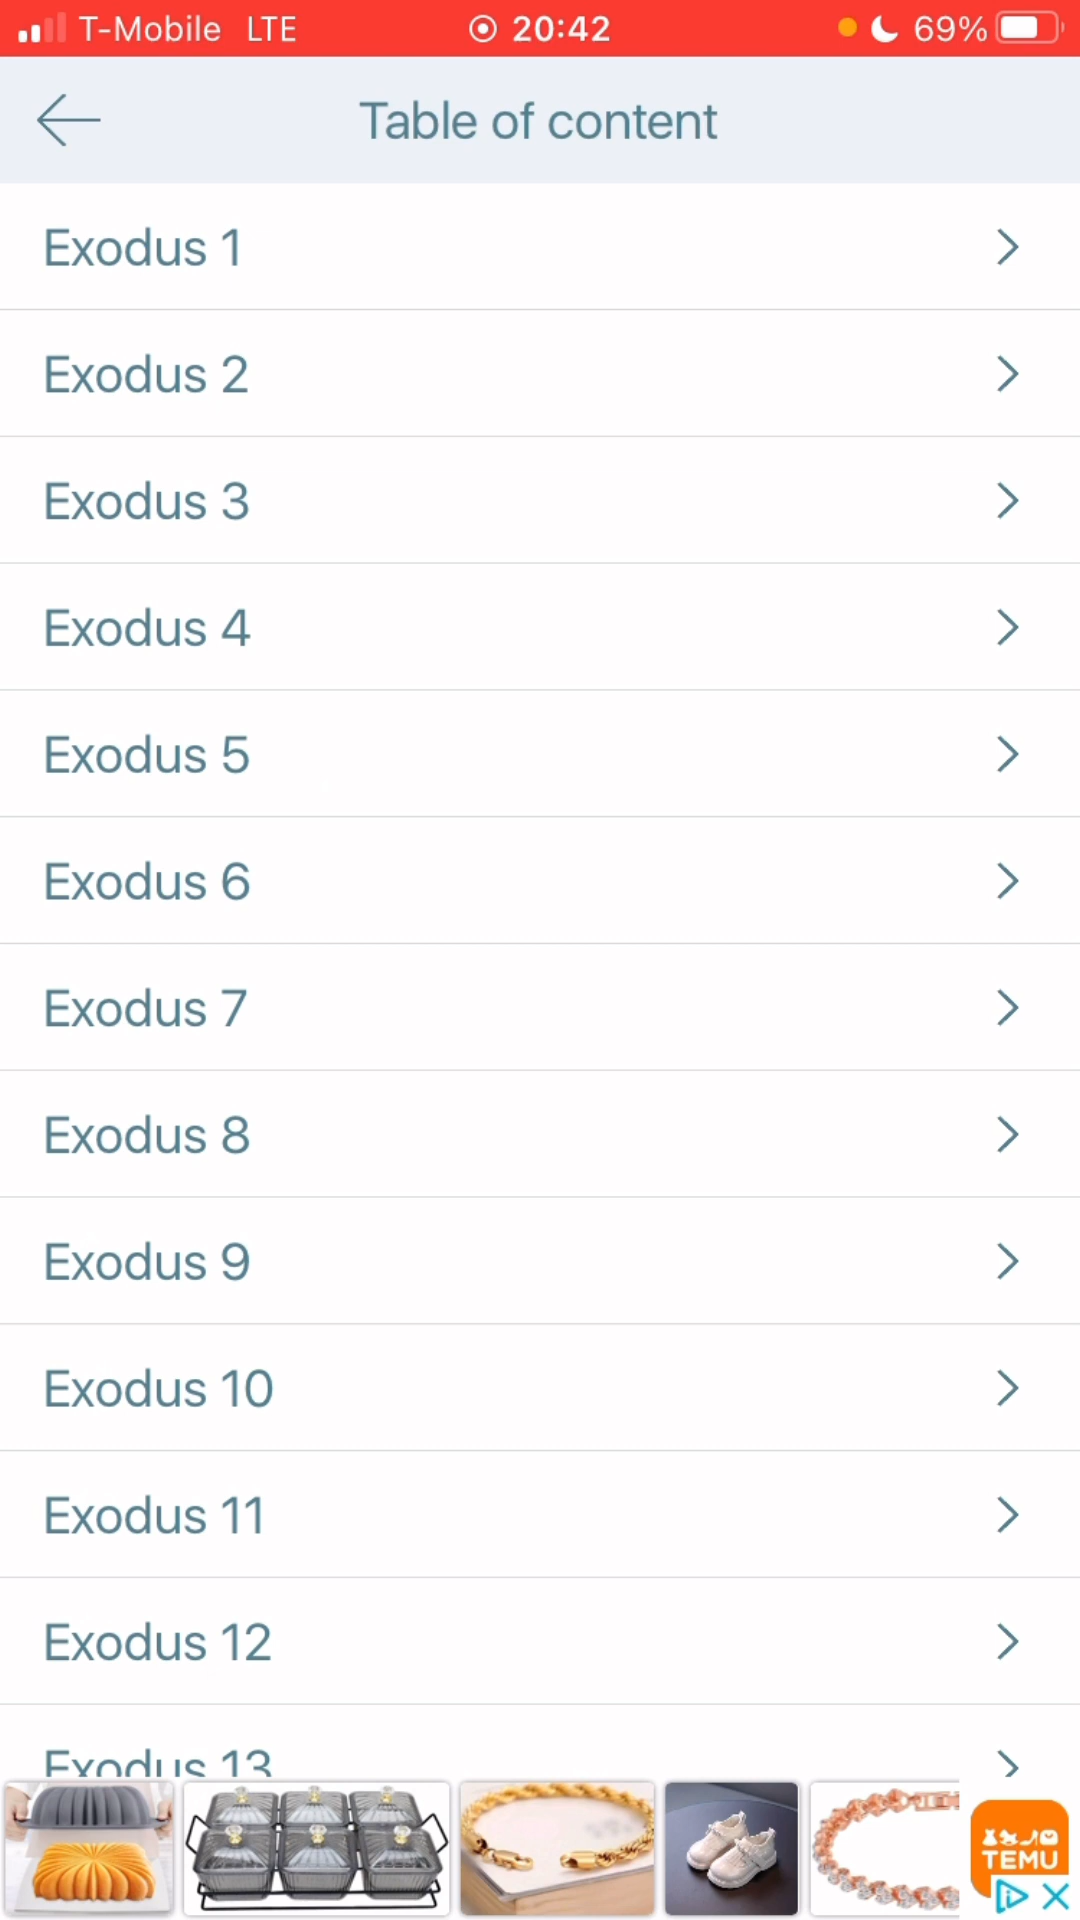 T-Mobile LTE 20:42 69%
Table of content
Exodus 1
Exodus 2
Exodus 3
Exodus 4
Exodus 5
Exodus 6
Exodus 7
Exodus 8
Exodus 9
Exodus 10
Exodus 11
Exodus 12
Exodus 13
TEMU